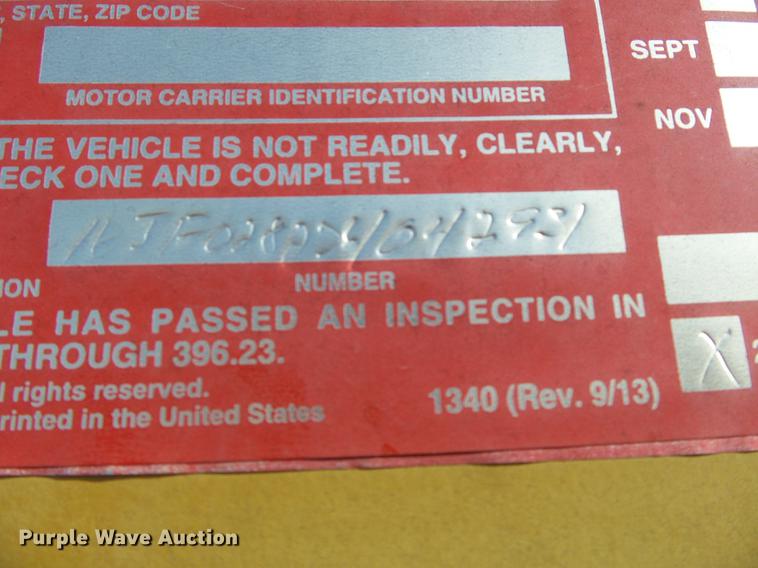 , STATE, ZIP CODE
MOTOR CARRIER IDENTIFICATION NUMBER
SEPT
NOV
THE VEHICLE IS NOT READILY, CLEARLY,
ECK ONE AND COMPLETE.
ION
NUMBER
LE HAS PASSED AN INSPECTION IN
THROUGH 396.23.
l rights reserved.
rinted in the United States
1340 (Rev. 9/13)
X
2
Purple Wave Auction